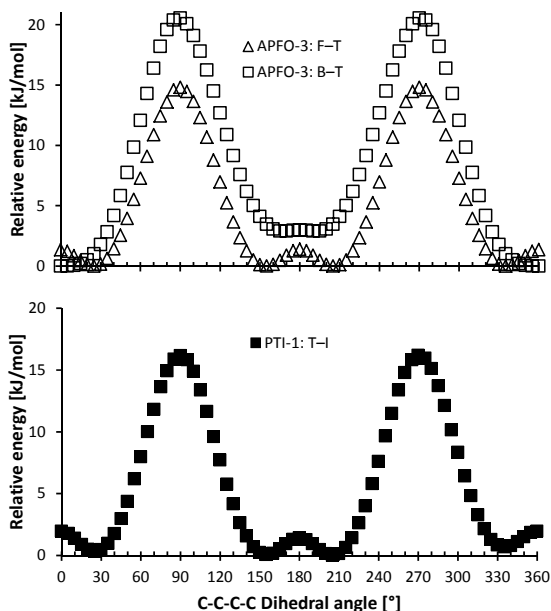 Relative energy [kJ/mol]
20
15
10
5
0
△ APFO-3: F–T
□ APFO-3: B–T
Relative energy [kJ/mol]
20
15
10
5
0
■ PTI-1: T–I
0 30 60 90 120 150 180 210 240 270 300 330 360
C-C-C-C Dihedral angle [°]